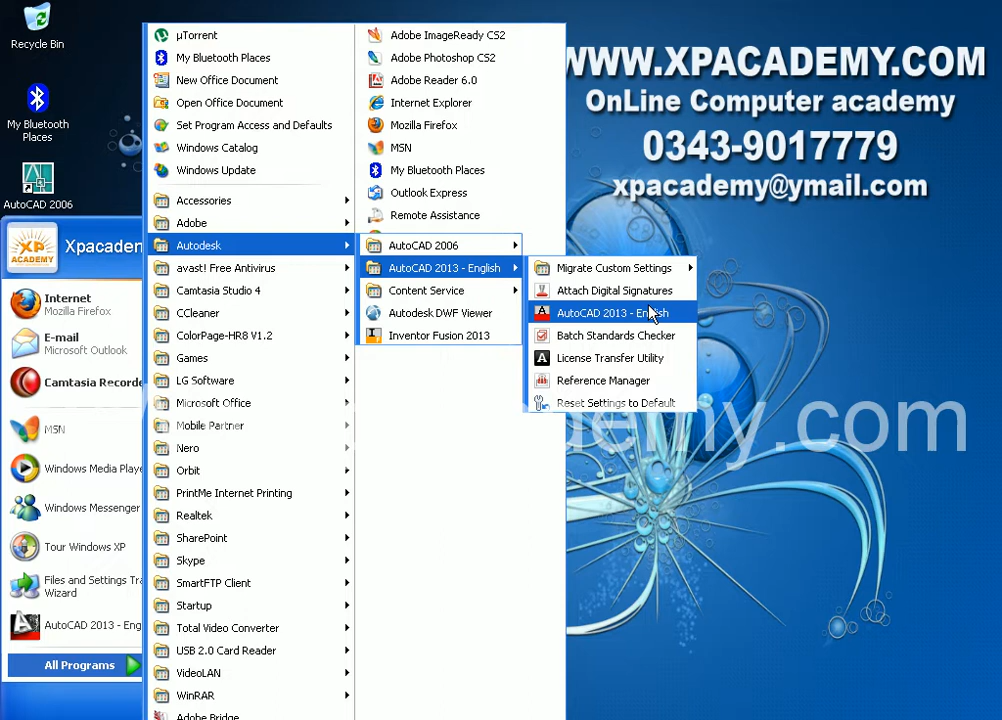 Recycle Bin
My Bluetooth
Places
AutoCAD 2006
XP
ACADEMY
Xpacadem
Internet
Mozilla Firefox
E-mail
Microsoft Outlook
Camtasia Recorde
MSN
Windows Media Playe
Windows Messenger
Tour Windows XP
Files and Settings Tra
Wizard
AutoCAD 2013 - Eng
All Programs
µTorrent
My Bluetooth Places
New Office Document
Open Office Document
Set Program Access and Defaults
Windows Catalog
Windows Update
Accessories
Adobe
Autodesk
avast! Free Antivirus
Camtasia Studio 4
CCleaner
ColorPage-HR8 V1.2
Games
LG Software
Microsoft Office
Mobile Partner
Nero
Orbit
PrintMe Internet Printing
Realtek
SharePoint
Skype
SmartFTP Client
Startup
Total Video Converter
USB 2.0 Card Reader
VideoLAN
WinRAR
Adobe Bridge
Adobe ImageReady CS2
Adobe Photoshop CS2
Adobe Reader 6.0
Internet Explorer
Mozilla Firefox
MSN
My Bluetooth Places
Outlook Express
Remote Assistance
AutoCAD 2006
AutoCAD 2013 - English
Content Service
Autodesk DWF Viewer
Inventor Fusion 2013
Migrate Custom Settings
Attach Digital Signatures
AutoCAD 2013 - English
Batch Standards Checker
License Transfer Utility
Reference Manager
Reset Settings to Default
WWW.XPACADEMY.COM
OnLine Computer academy
0343-9017779
xpacademy@ymail.com